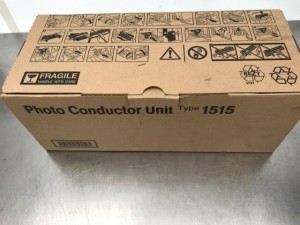 FRAGILE
HANDLE WITH CARE
Photo Conductor Unit Type 1515